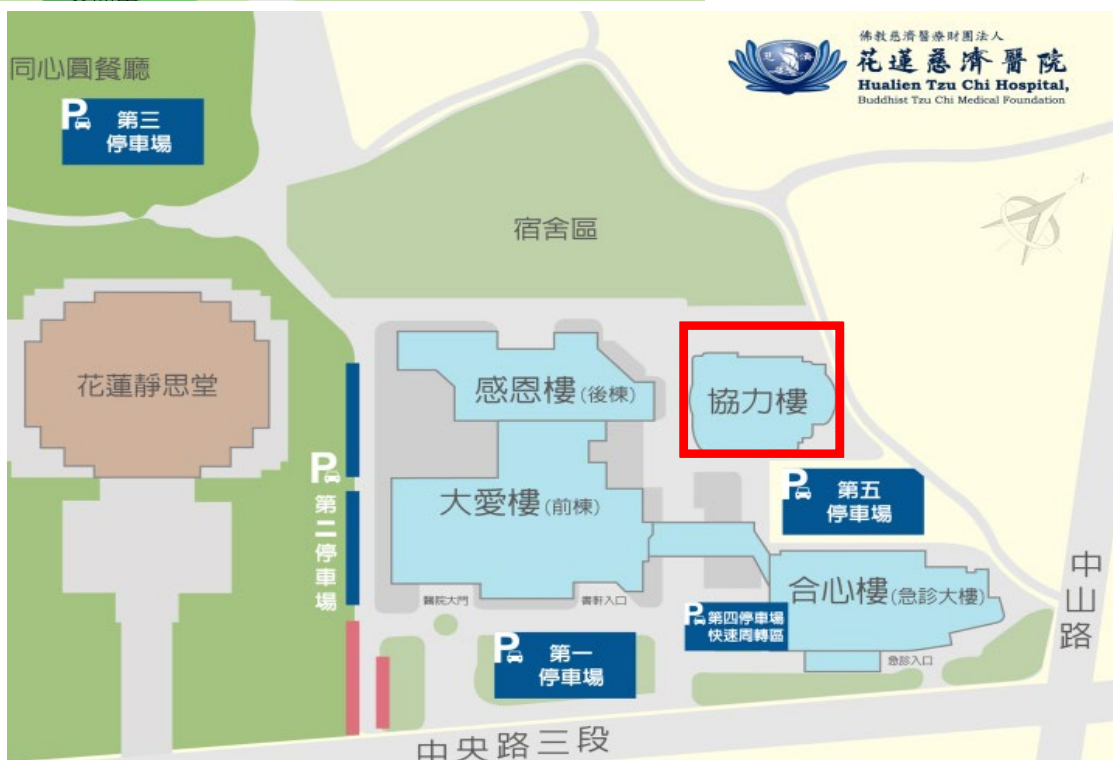 佛教慈濟醫療財團法人
花蓮慈濟醫院
Hualien Tzu Chi Hospital,
Buddhist Tzu Chi Medical Foundation
同心圓餐廳
P 第三
停車場
宿舍區
N
花蓮靜思堂
感恩樓(後棟)
協力樓
P
第二停車場
大愛樓(前棟)
P 第五
停車場
醫院大門
書軒入口
合心樓(急診大樓)
P 第四停車場
快速周轉區
急診入口
P 第一
停車場
中山路
中央路三段